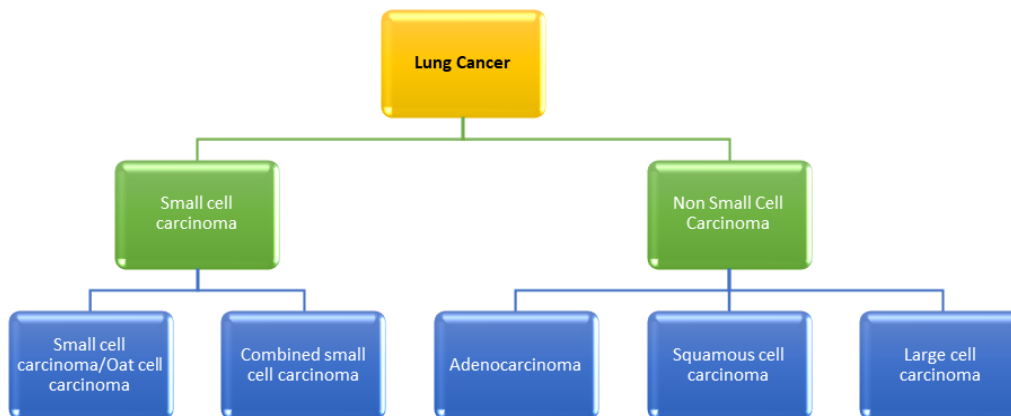 Lung Cancer
Small cell
carcinoma
Non Small Cell
Carcinoma
Small cell
carcinoma/Oat cell
carcinoma
Combined small
cell carcinoma
Adenocarcinoma
Squamous cell
carcinoma
Large cell
carcinoma